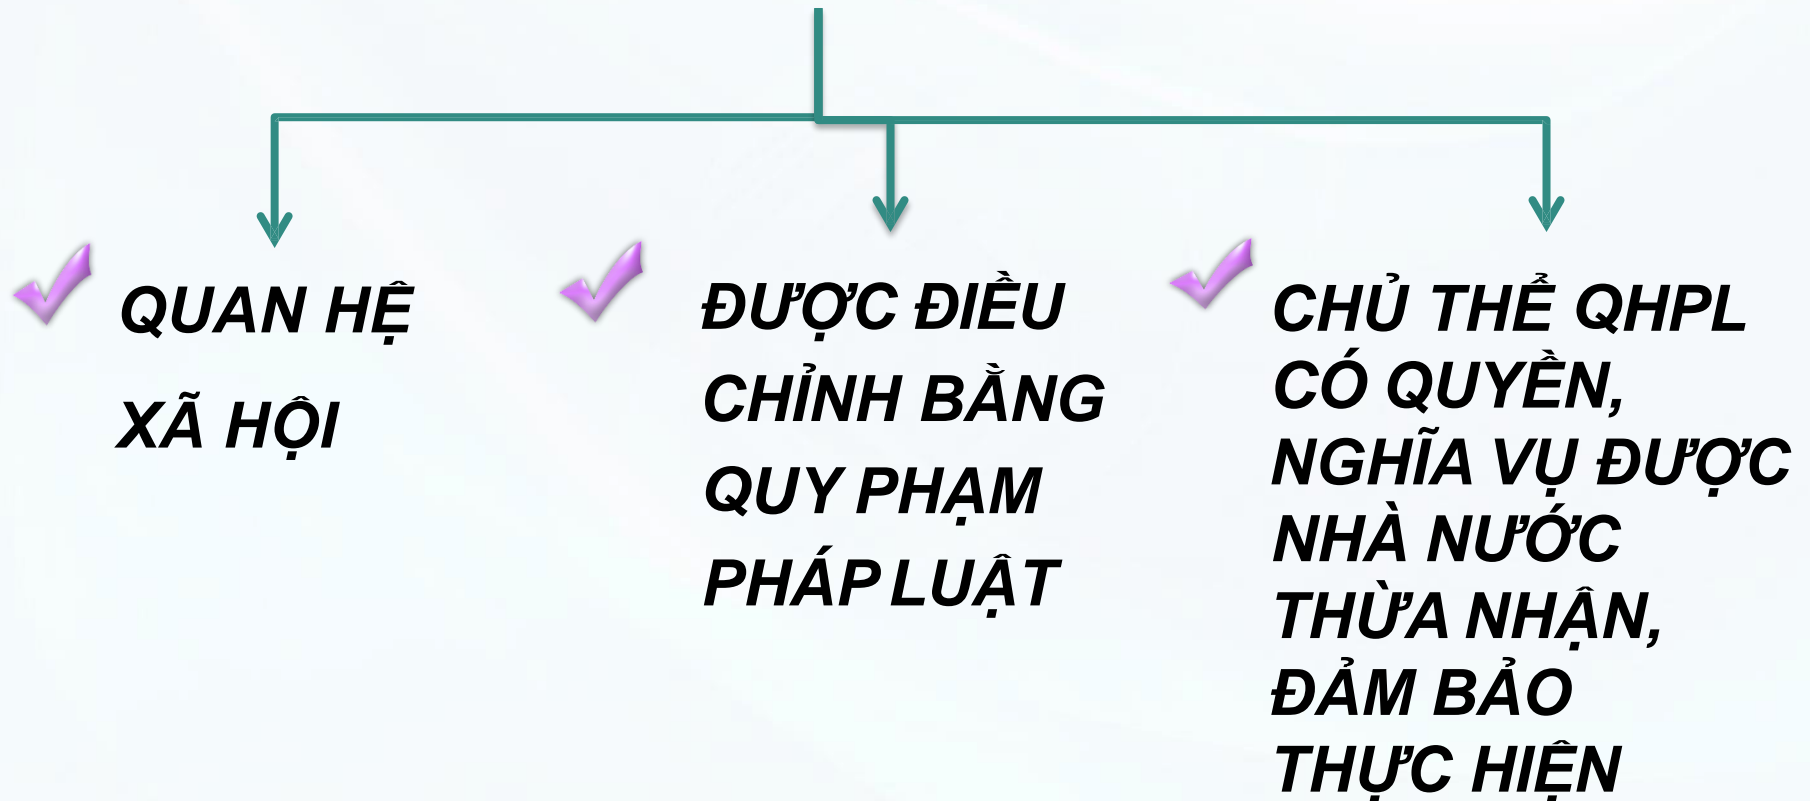 QUAN HỆ
XÃ HỘI
ĐƯỢC ĐIỀU
CHỈNH BẰNG
QUY PHẠM
PHÁP LUẬT
CHỦ THỂ QHPL
CÓ QUYỀN,
NGHĨA VỤ ĐƯỢC
NHÀ NƯỚC
THỪA NHẬN,
ĐẢM BẢO
THỰC HIỆN